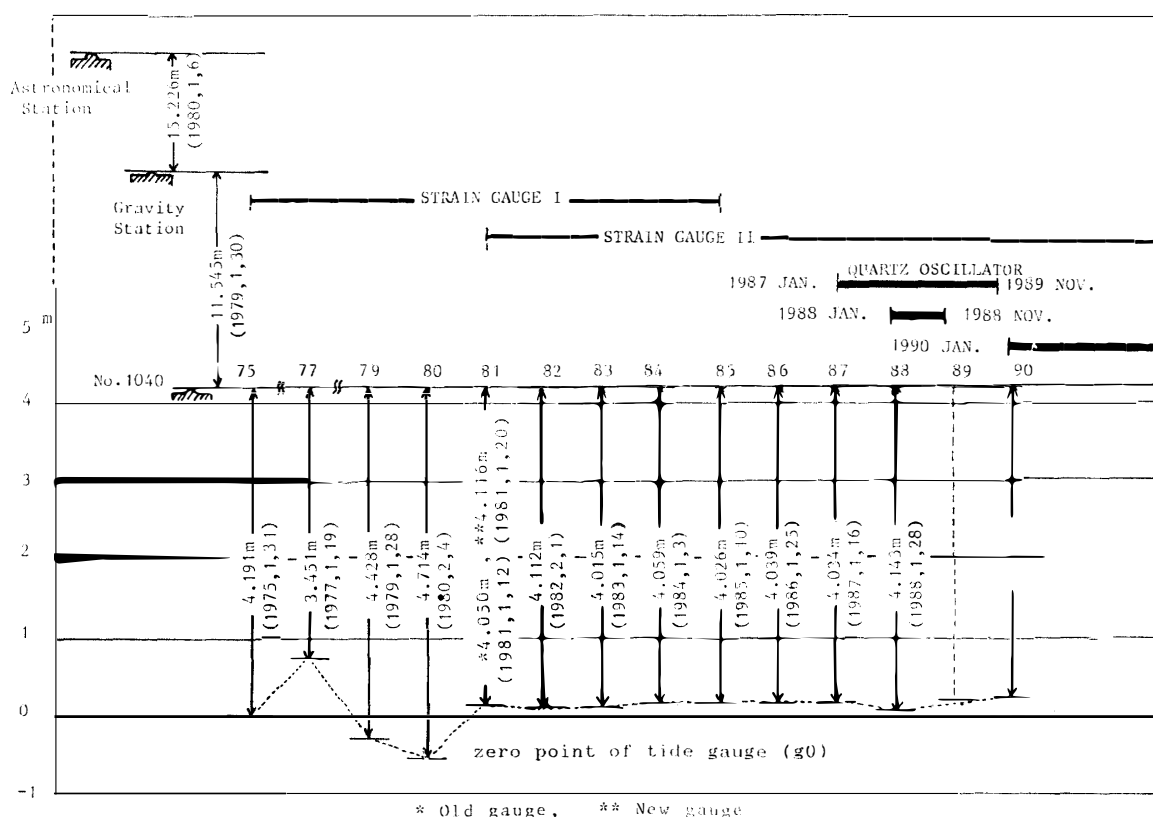 Astronomical
Station
15.226m
(1980,1,6)
Gravity
Station
11.545m
(1979,1,30)
STRAIN GAUGE I
STRAIN GAUGE II
QUARTZ OSCILLATOR
1987 JAN.
1989 NOV.
1988 JAN.
1988 NOV.
1990 JAN.
m
5
No.1040
75 77 79 80 81 82 83 84 85 86 87 88 89 90
4
3
2
1
0
-1
4.191m
(1975,1,31)
3.451m
(1977,1,19)
4.428m
(1979,1,28)
4.714m
(1980,2,4)
*4.050m , **4.116m
(1981,1,12) (1981,1,20)
4.112m
(1982,2,1)
4.015m
(1983,1,14)
4.059m
(1984,1,3)
4.026m
(1985,1,10)
4.039m
(1986,1,25)
4.034m
(1987,1,16)
4.145m
(1988,1,28)
zero point of tide gauge (g0)
* Old gauge, ** New gauge